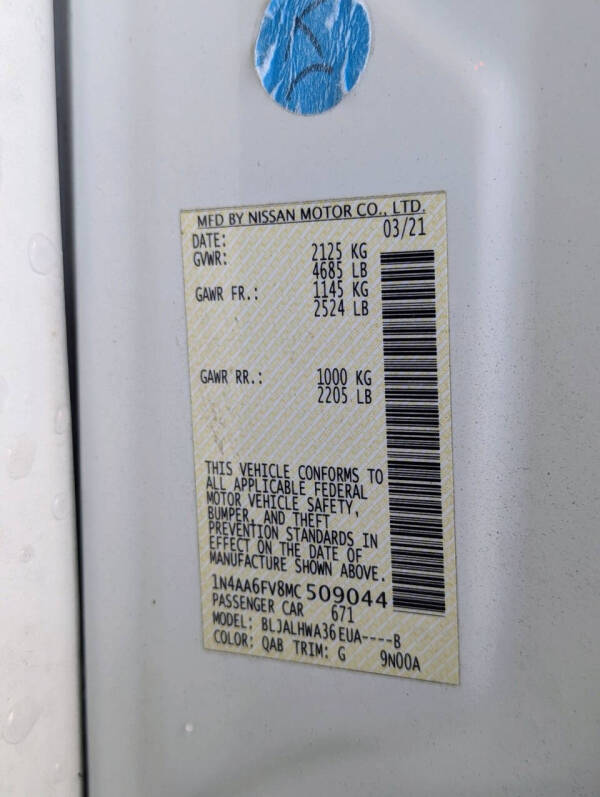 MFD BY NISSAN MOTOR CO., LTD.
DATE: 03/21
GVWR: 2125 KG
4685 LB
GAWR FR.: 1145 KG
2524 LB
GAWR RR.: 1000 KG
2205 LB
THIS VEHICLE CONFORMS TO
ALL APPLICABLE FEDERAL
MOTOR VEHICLE SAFETY,
BUMPER, AND THEFT
PREVENTION STANDARDS IN
EFFECT ON THE DATE OF
MANUFACTURE SHOWN ABOVE.
1N4AA6FV8MC509044
PASSENGER CAR 671
MODEL: BLJALHWA36EUA----B
COLOR: QAB TRIM: G 9N00A